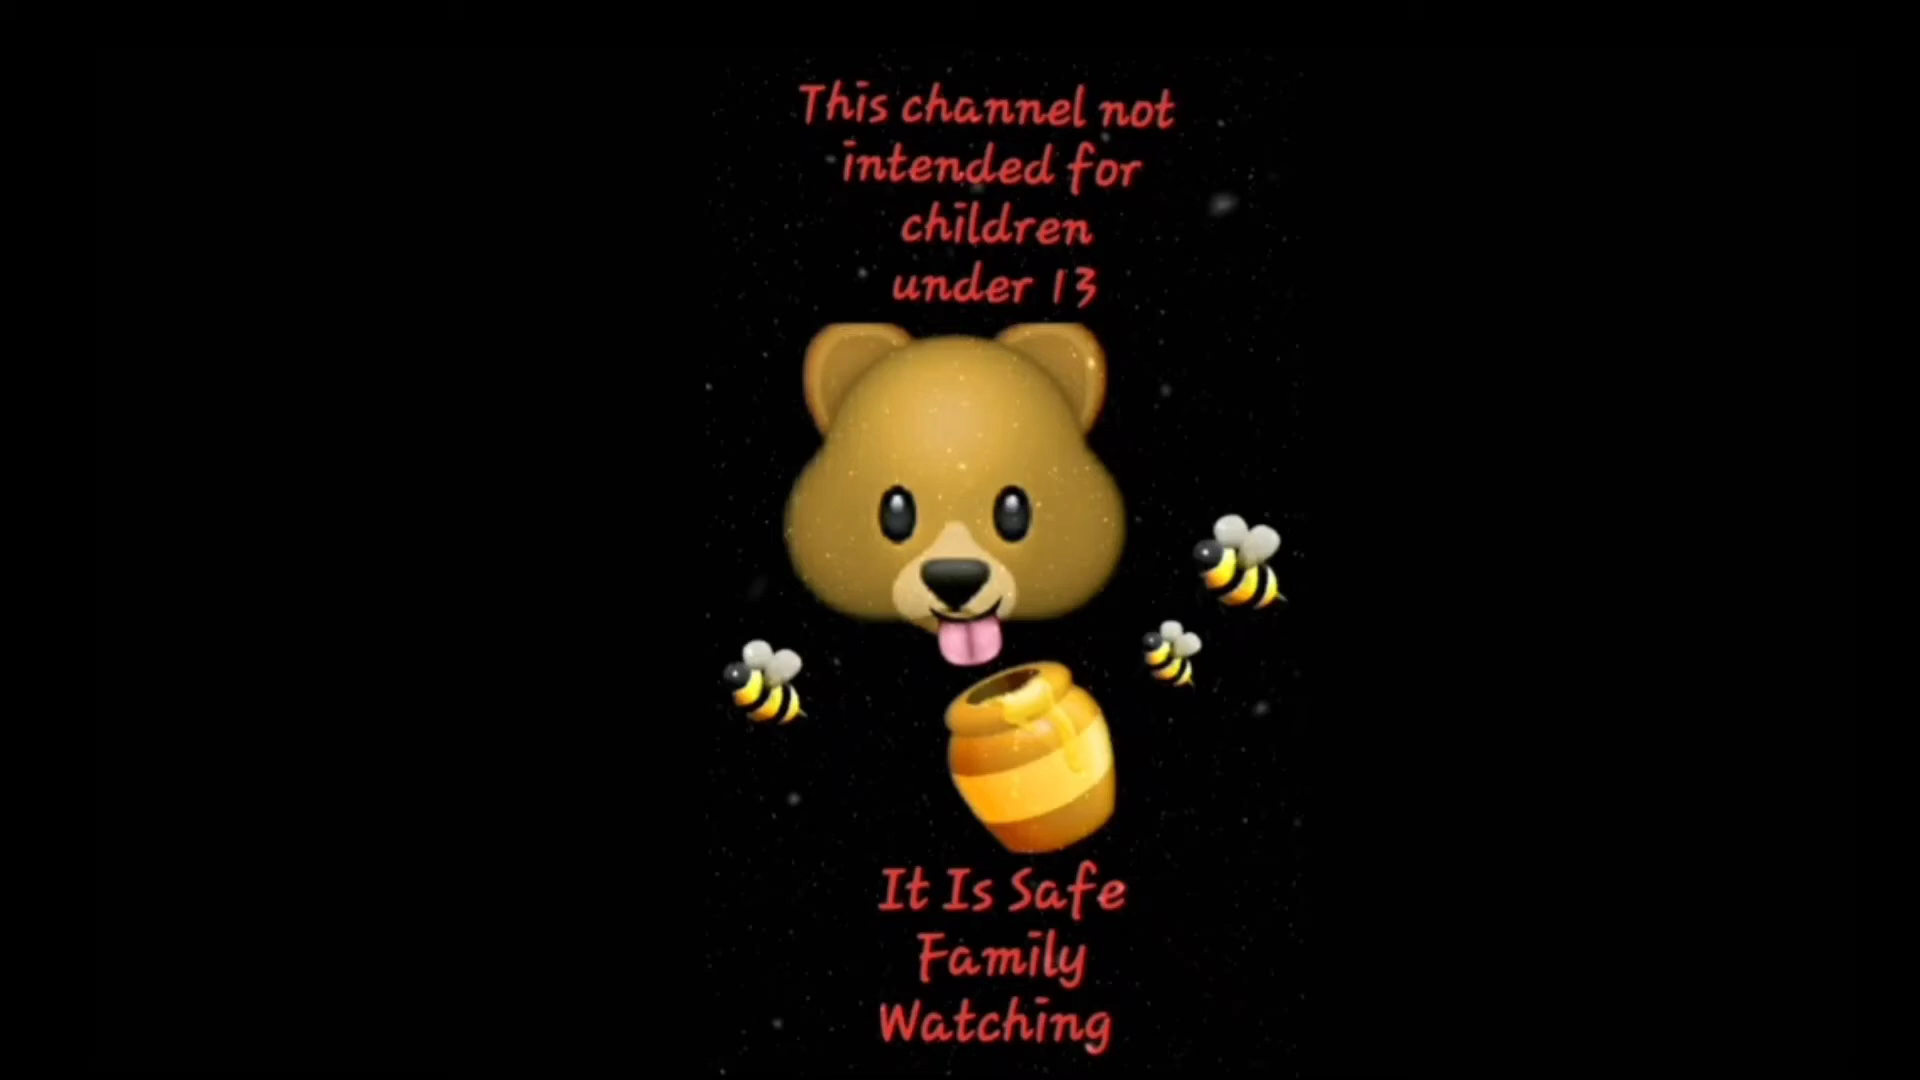 This channel not
intended for
children
under 13
It Is Safe
Family
Watching